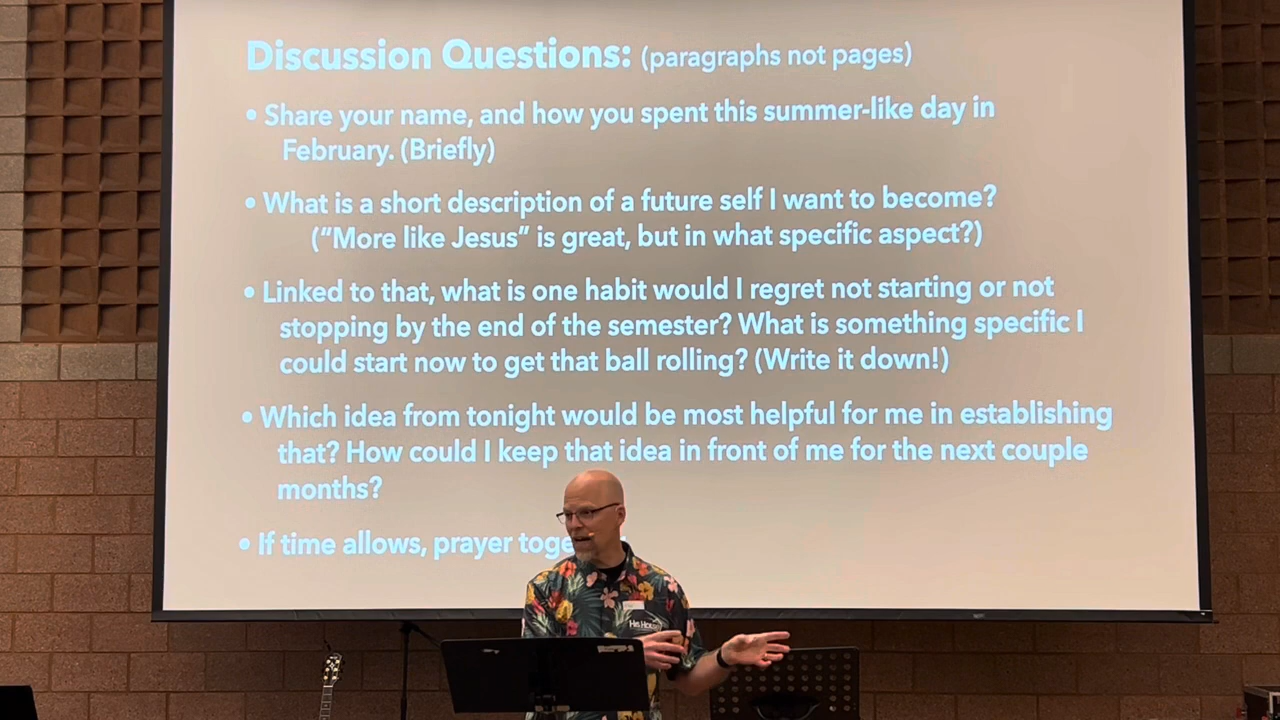 Discussion Questions: (paragraphs not pages)
• Share your name, and how you spent this summer-like day in
February. (Briefly)
• What is a short description of a future self I want to become?
(“More like Jesus” is great, but in what specific aspect?)
• Linked to that, what is one habit would I regret not starting or not
stopping by the end of the semester? What is something specific I
could start now to get that ball rolling? (Write it down!)
• Which idea from tonight would be most helpful for me in establishing
that? How could I keep that idea in front of me for the next couple
months?
• If time allows, prayer toge
His House